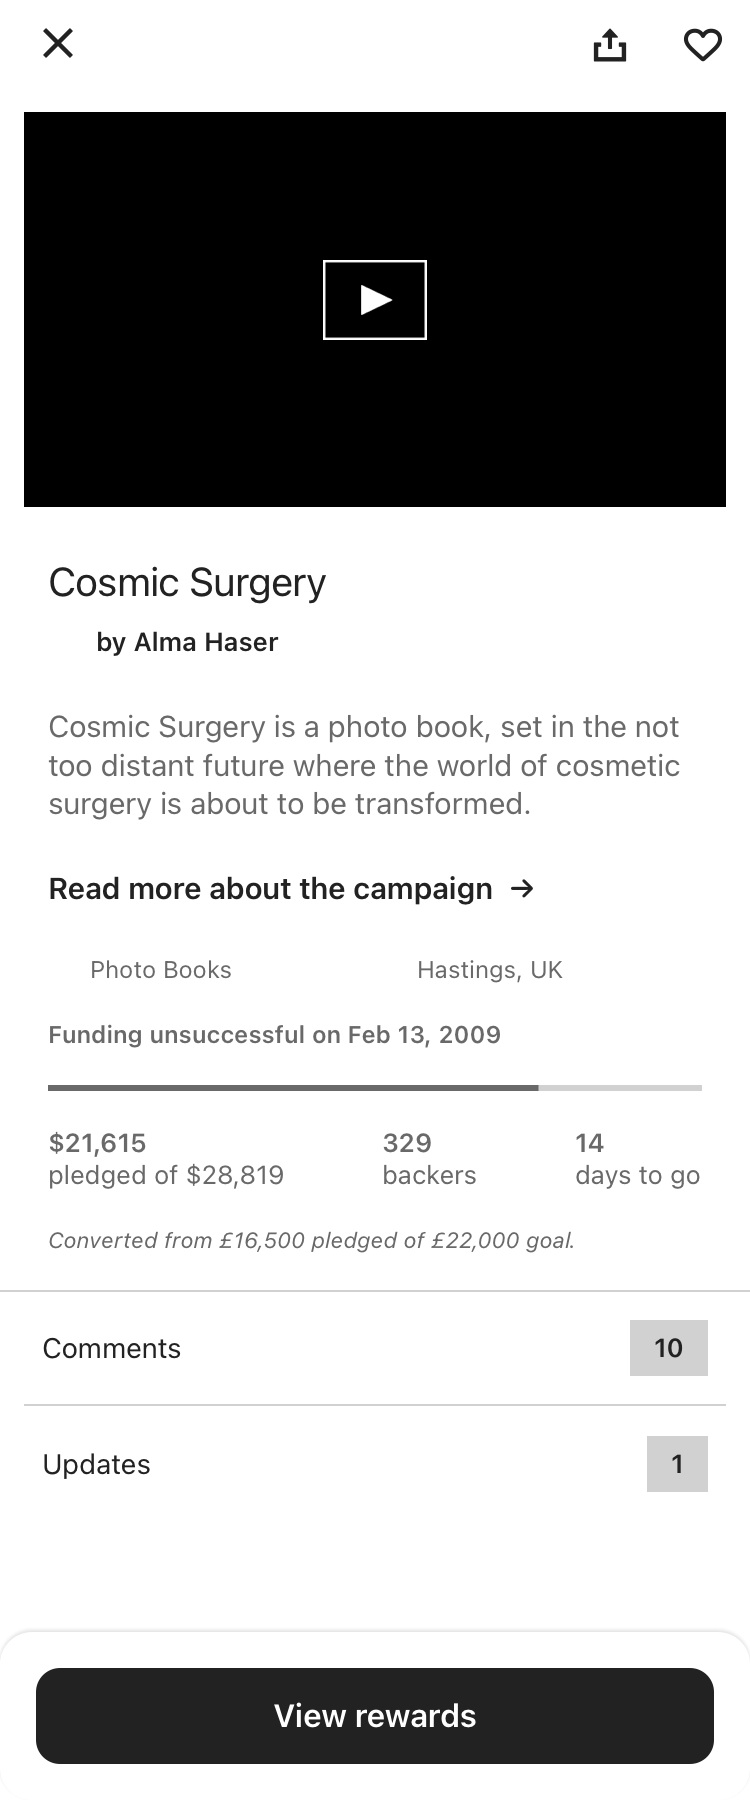 Cosmic Surgery
by Alma Haser
Cosmic Surgery is a photo book, set in the not
too distant future where the world of cosmetic
surgery is about to be transformed.
Read more about the campaign →
Photo Books Hastings, UK
Funding unsuccessful on Feb 13, 2009
$21,615 329 14
pledged of $28,819 backers days to go
Converted from £16,500 pledged of £22,000 goal.
Comments 10
Updates 1
View rewards